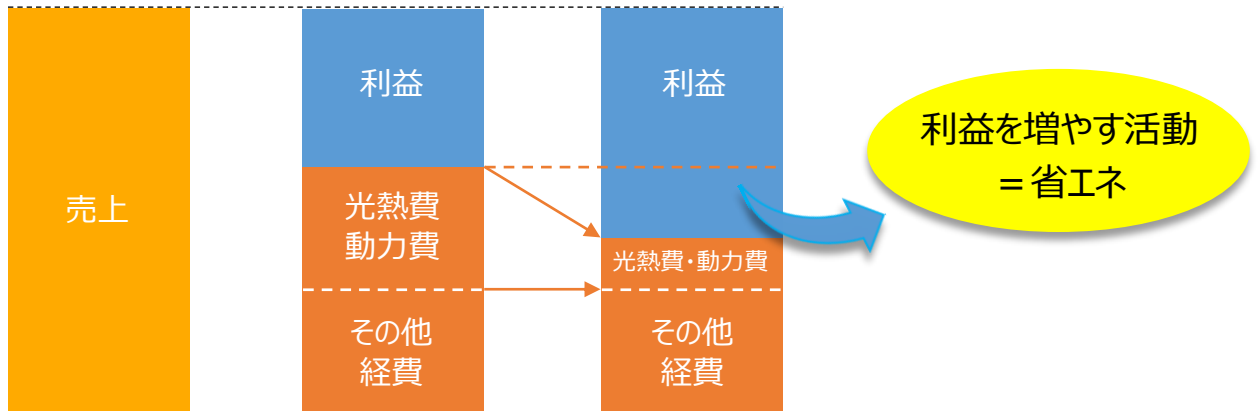 売上
利益
光熱費
動力費
その他
経費
利益
光熱費・動力費
その他
経費
利益を増やす活動
＝省エネ